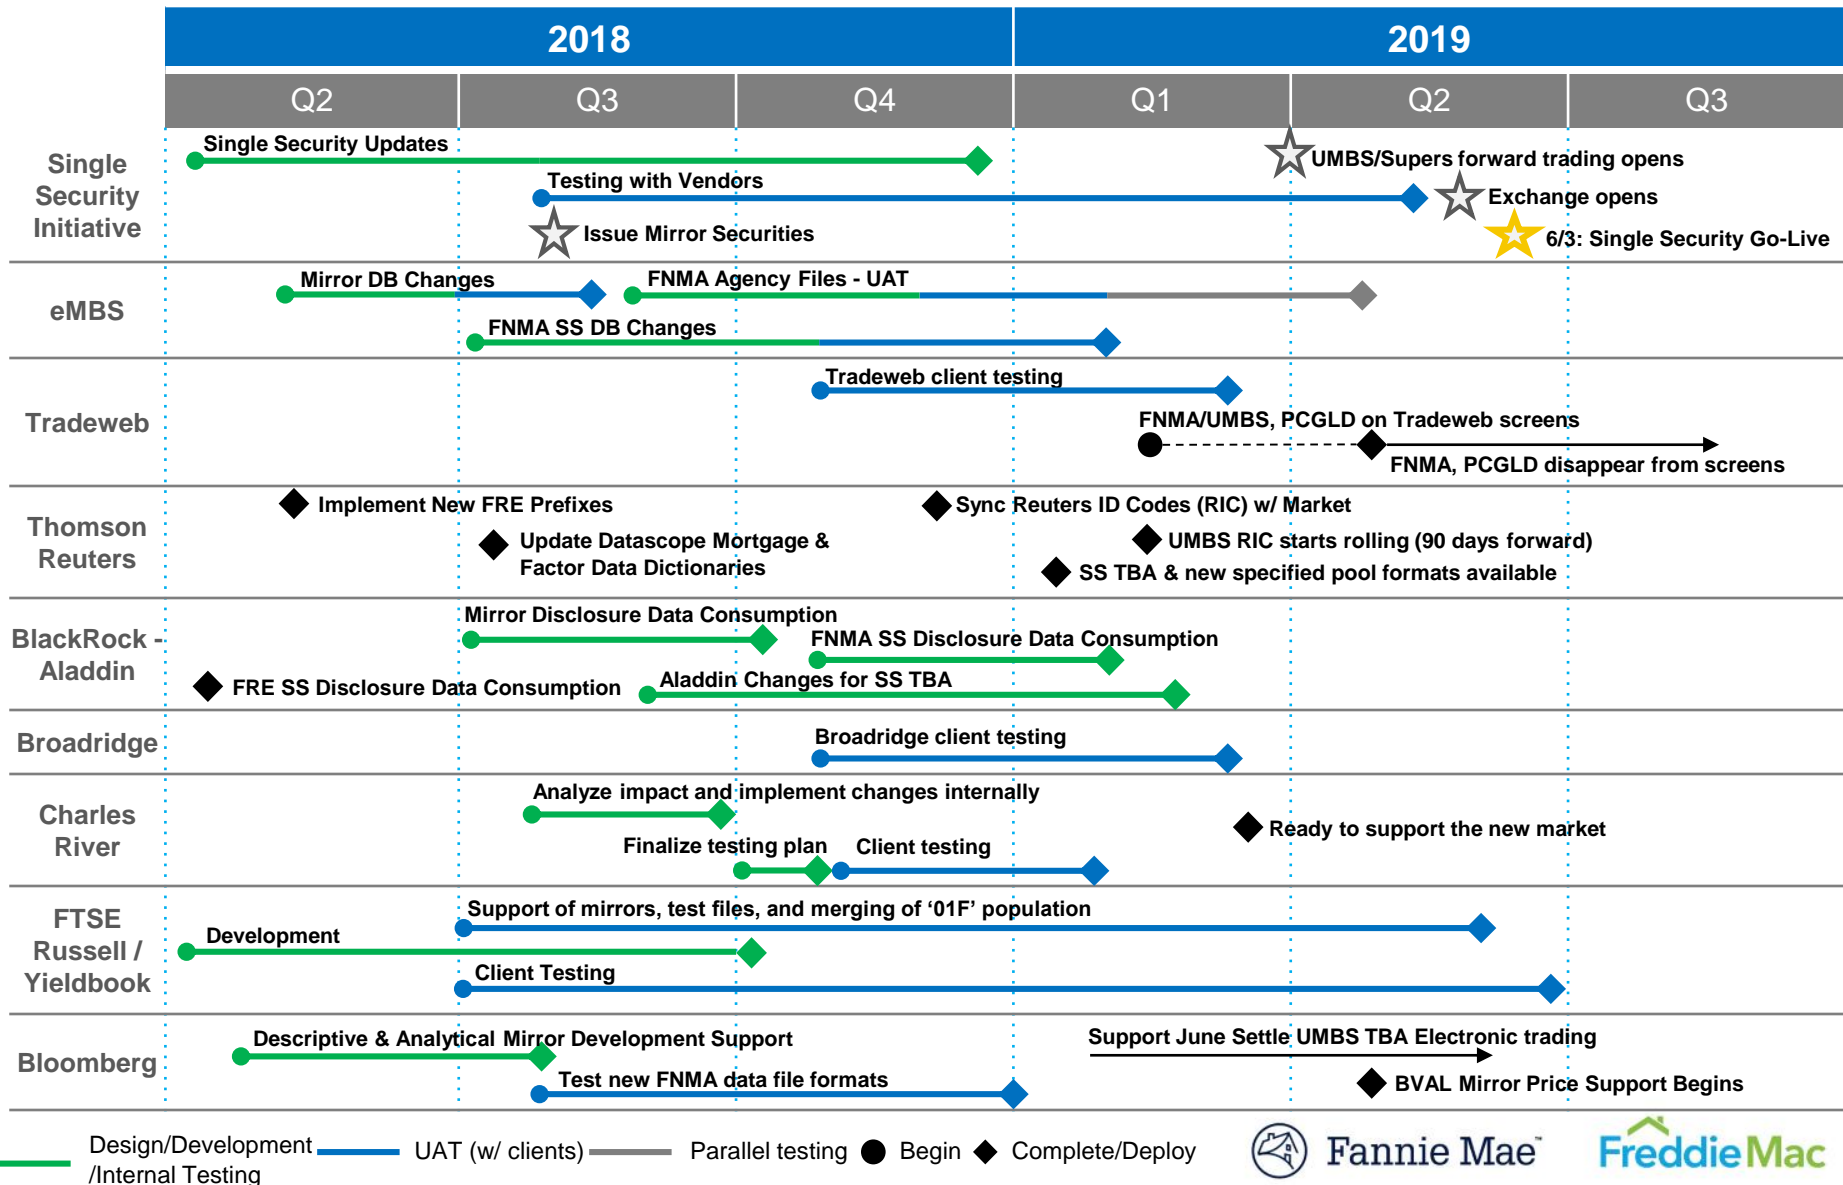 2018
2019
Q2
Q3
Q4
Q1
Q2
Q3
Single
Security
Initiative
Single Security Updates
UMBS/Supers forward trading opens
Testing with Vendors
Exchange opens
Issue Mirror Securities
6/3: Single Security Go-Live
eMBS
Mirror DB Changes
FNMA Agency Files - UAT
FNMA SS DB Changes
Tradeweb
Tradeweb client testing
FNMA/UMBS, PCGLD on Tradeweb screens
FNMA, PCGLD disappear from screens
Thomson
Reuters
Implement New FRE Prefixes
Sync Reuters ID Codes (RIC) w/ Market
Update Datascope Mortgage &
Factor Data Dictionaries
UMBS RIC starts rolling (90 days forward)
SS TBA & new specified pool formats available
BlackRock -
Aladdin
Mirror Disclosure Data Consumption
FNMA SS Disclosure Data Consumption
FRE SS Disclosure Data Consumption
Aladdin Changes for SS TBA
Broadridge
Broadridge client testing
Charles
River
Analyze impact and implement changes internally
Ready to support the new market
Finalize testing plan
Client testing
FTSE
Russell /
Yieldbook
Support of mirrors, test files, and merging of ‘01F’ population
Development
Client Testing
Bloomberg
Descriptive & Analytical Mirror Development Support
Support June Settle UMBS TBA Electronic trading
Test new FNMA data file formats
BVAL Mirror Price Support Begins
Design/Development
/Internal Testing
UAT (w/ clients)
Parallel testing
Begin
Complete/Deploy
Fannie Mae™
Freddie Mac